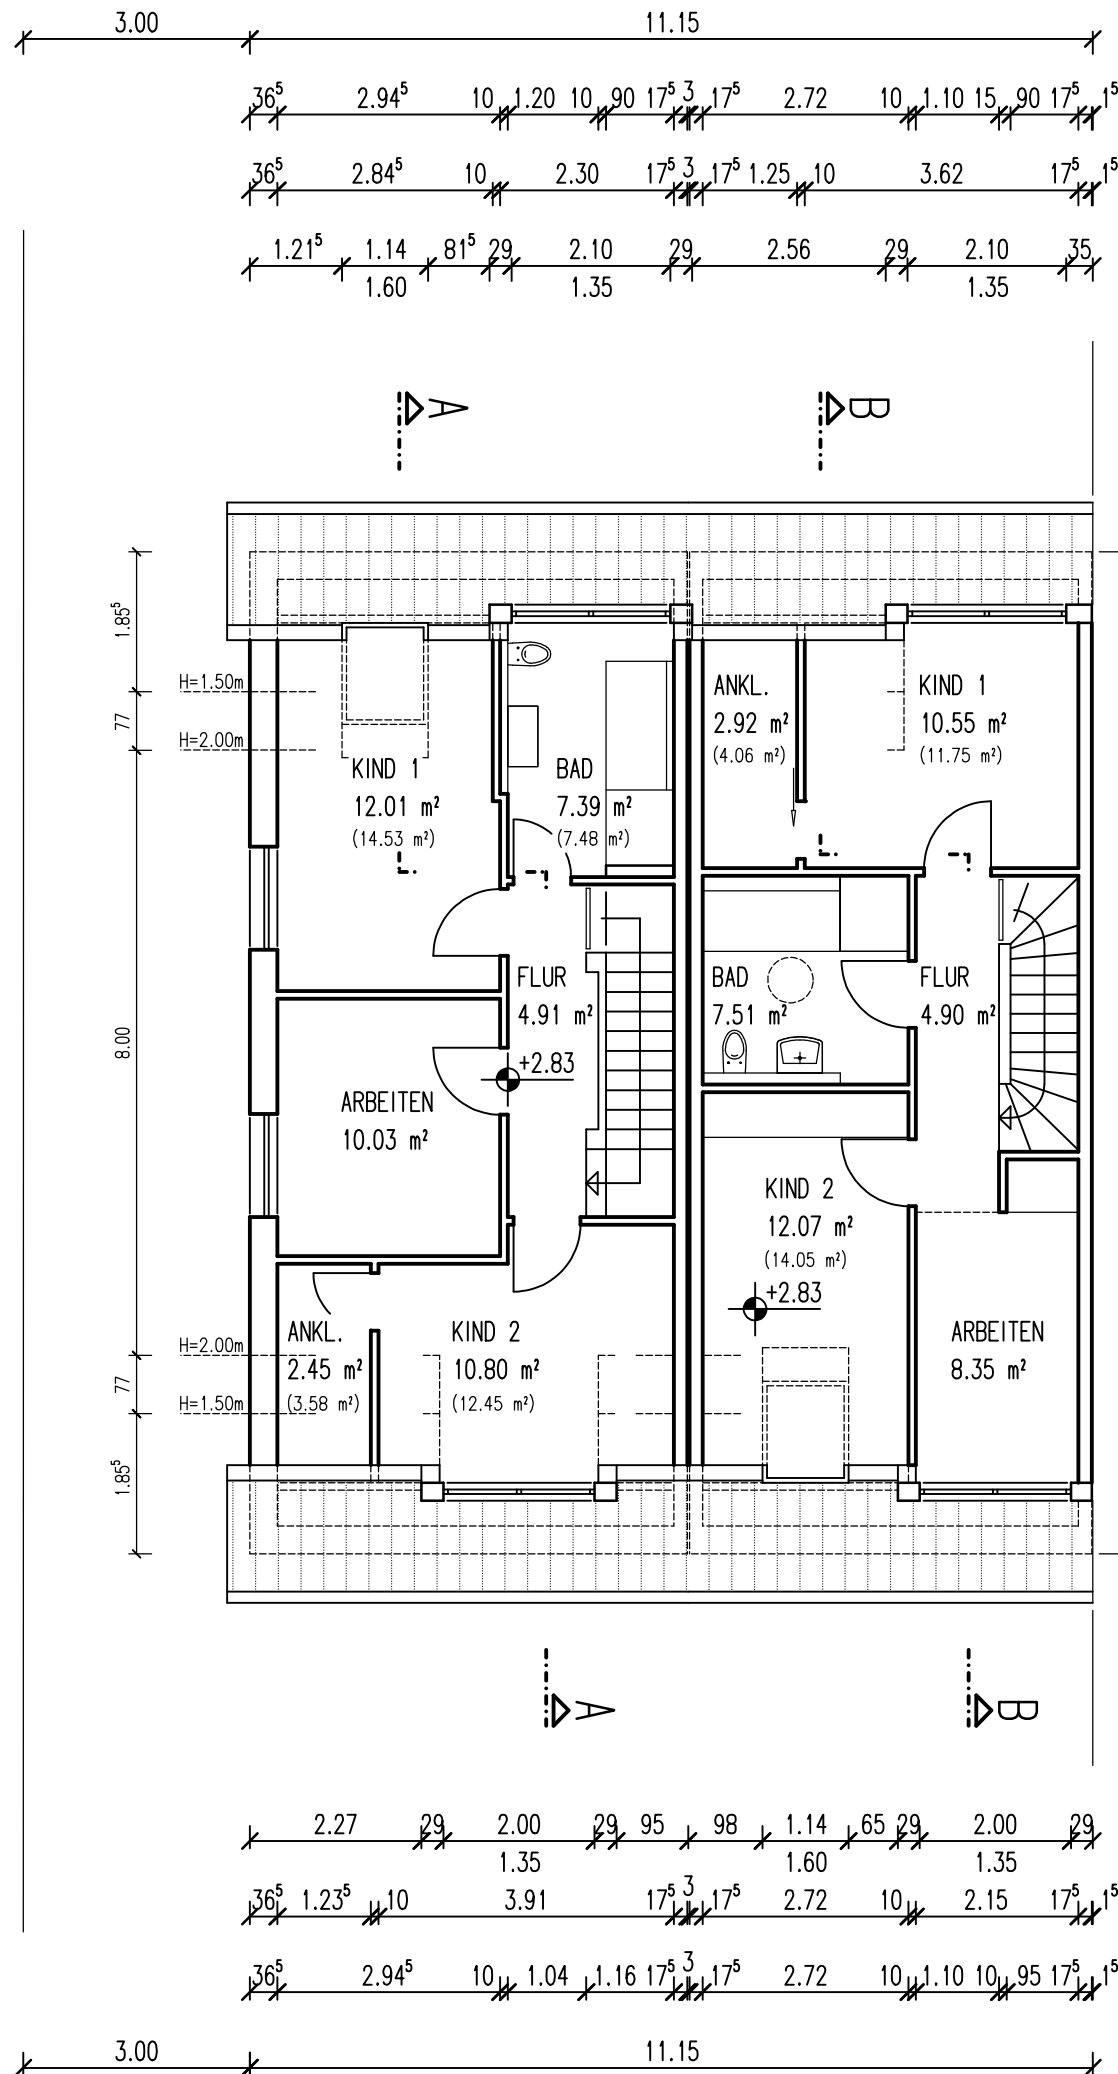 3.00 11.15
36⁵ 2.94⁵ 10 1.20 10 90 17⁵ 3 17⁵ 2.72 10 1.10 15 90 17⁵ 1⁵
36⁵ 2.84⁵ 10 2.30 17⁵ 3 17⁵ 1.25 10 3.62 17⁵ 1⁵
1.21⁵ 1.14 81⁵ 29 2.10 29 2.56 29 2.10 35
1.60 1.35 1.35
A B
1.85⁵
H=1.50m
77
H=2.00m
8.00
H=2.00m
77
H=1.50m
1.85⁵
KIND 1
12.01 m²
(14.53 m²)
BAD
7.39 m²
(7.48 m²)
ANKL.
2.92 m²
(4.06 m²)
KIND 1
10.55 m²
(11.75 m²)
FLUR
4.91 m²
+2.83
BAD
7.51 m²
FLUR
4.90 m²
ARBEITEN
10.03 m²
KIND 2
12.07 m²
(14.05 m²)
+2.83
ANKL.
2.45 m²
(3.58 m²)
KIND 2
10.80 m²
(12.45 m²)
ARBEITEN
8.35 m²
A B
2.27 29 2.00 29 95 98 1.14 65 29 2.00 29
1.35 1.60 1.35
36⁵ 1.23⁵ 10 3.91 17⁵ 3 17⁵ 2.72 10 2.15 17⁵ 1⁵
36⁵ 2.94⁵ 10 1.04 1.16 17⁵ 3 17⁵ 2.72 10 1.10 10 95 17⁵ 1⁵
3.00 11.15